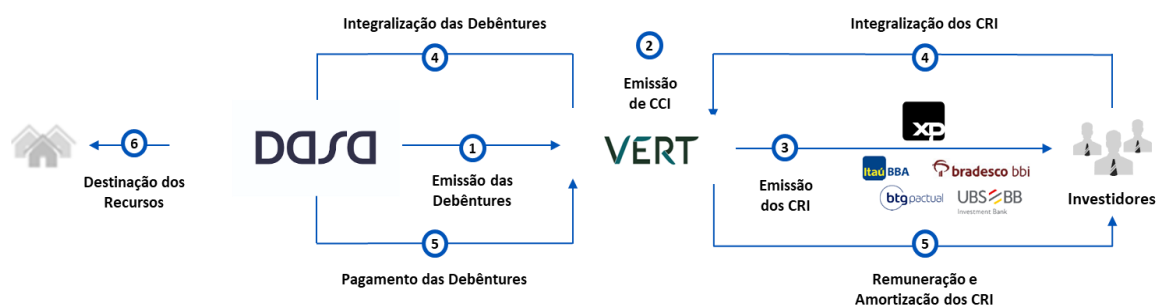 Integralização das Debêntures
4
2
Emissão
de CCI
Integralização dos CRI
4
xp
6
Destinação dos
Recursos
Dasa
1
Emissão das
Debêntures
VERT
3
Emissão
dos CRI
Itaú BBA
bradesco bbi
btgpactual
UBS BB
Investment Bank
Investidores
5
Pagamento das Debêntures
5
Remuneração e
Amortização dos CRI